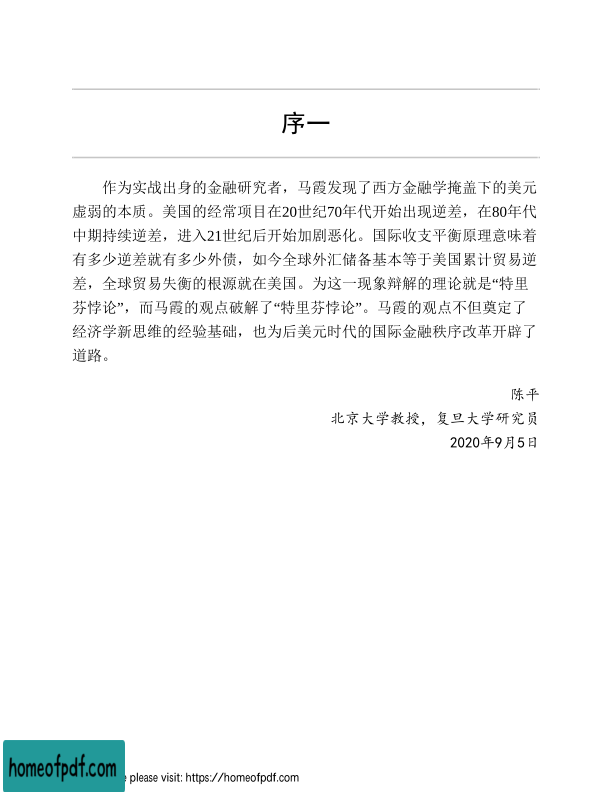 序一
作为实战出身的金融研究者，马霞发现了西方金融学掩盖下的美元
虚弱的本质。美国的经常项目在20世纪70年代开始出现逆差，在80年代
中期持续逆差，进入21世纪后开始加剧恶化。国际收支平衡原理意味着
有多少逆差就有多少外债，如今全球外汇储备基本等于美国累计贸易逆
差，全球贸易失衡的根源就在美国。为这一现象辩解的理论就是“特里
芬悖论”，而马霞的观点破解了“特里芬悖论”。马霞的观点不但奠定了
经济学新思维的经验基础，也为后美元时代的国际金融秩序改革开辟了
道路。
陈平
北京大学教授，复旦大学研究员
2020年9月5日
homeofpdf.com
e please visit: https://homeofpdf.com